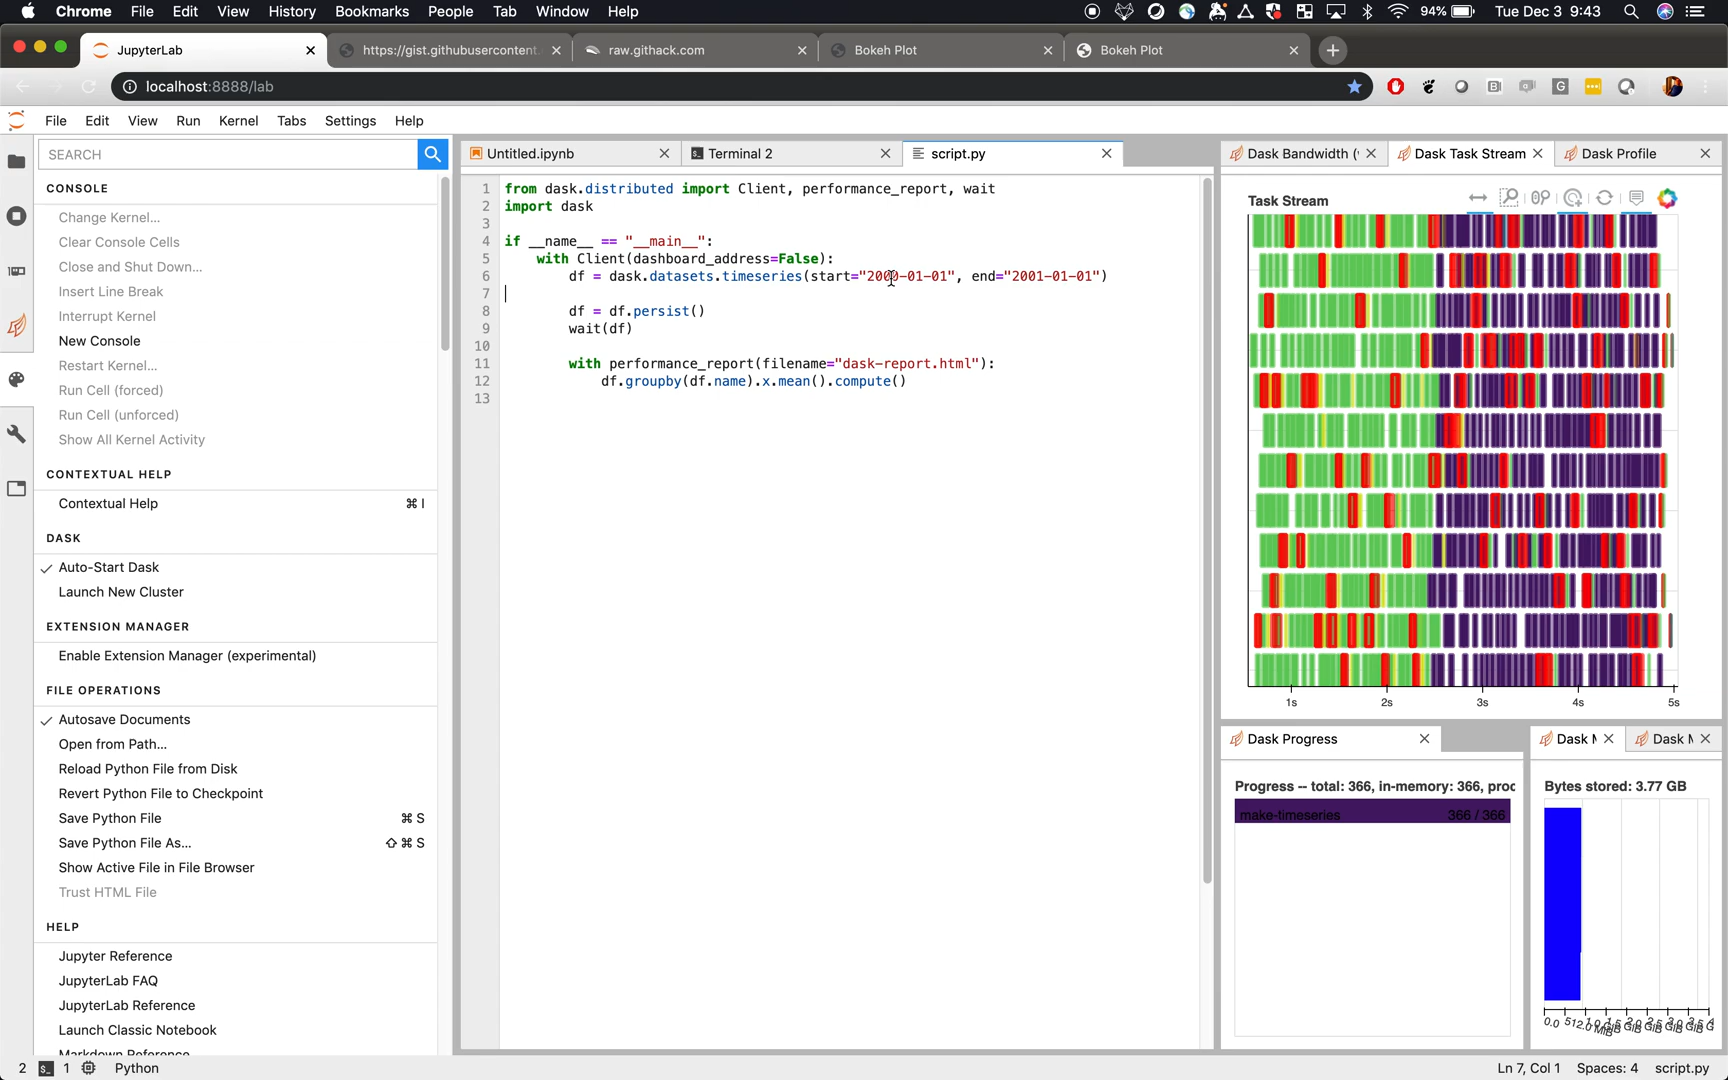 Chrome File Edit View History Bookmarks People Tab Window Help 94% Tue Dec 3 9:43
JupyterLab https://gist.githubusercontent. raw.githack.com Bokeh Plot Bokeh Plot
localhost:8888/lab
File Edit View Run Kernel Tabs Settings Help
SEARCH
CONSOLE
Change Kernel...
Clear Console Cells
Close and Shut Down...
Insert Line Break
Interrupt Kernel
New Console
Restart Kernel...
Run Cell (forced)
Run Cell (unforced)
Show All Kernel Activity
CONTEXTUAL HELP
Contextual Help ⌘ I
DASK
Auto-Start Dask
Launch New Cluster
EXTENSION MANAGER
Enable Extension Manager (experimental)
FILE OPERATIONS
Autosave Documents
Open from Path...
Reload Python File from Disk
Revert Python File to Checkpoint
Save Python File ⌘ S
Save Python File As... ⇧ ⌘ S
Show Active File in File Browser
Trust HTML File
HELP
Jupyter Reference
JupyterLab FAQ
JupyterLab Reference
Launch Classic Notebook
Markdown Reference
Untitled.ipynb Terminal 2 script.py
1 from dask.distributed import Client, performance_report, wait
2 import dask
3
4 if __name__ == "__main__":
5 with Client(dashboard_address=False):
6 df = dask.datasets.timeseries(start="2000-01-01", end="2001-01-01")
7
8 df = df.persist()
9 wait(df)
10
11 with performance_report(filename="dask-report.html"):
12 df.groupby(df.name).x.mean().compute()
13
Dask Bandwidth ( Dask Task Stream Dask Profile
Task Stream
1s 2s 3s 4s 5s
Dask Progress
Progress -- total: 366, in-memory: 366, proc
make-timeseries 366 / 366
Dask M Dask M
Bytes stored: 3.77 GB
0.0
2 1 Python Ln 7, Col 1 Spaces: 4 script.py